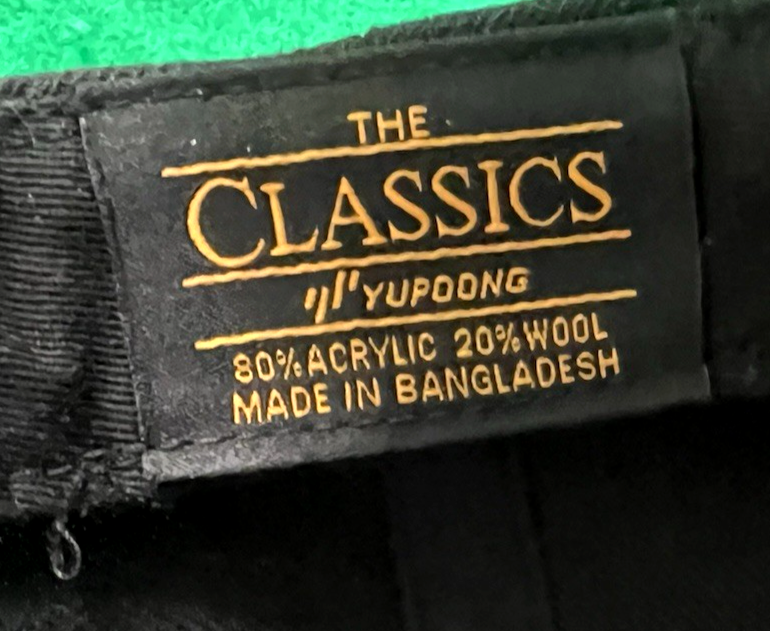 THE
CLASSICS
YUPOONG
80% ACRYLIC 20% WOOL
MADE IN BANGLADESH